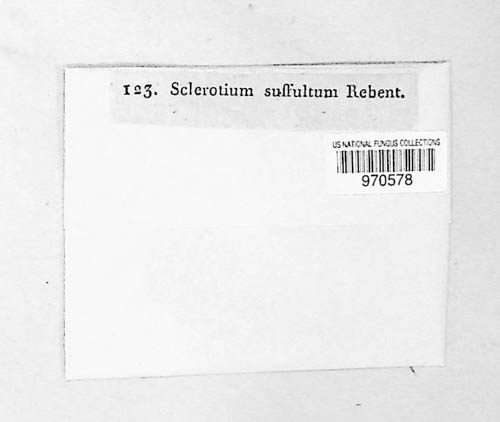 123. Sclerotium suffultum Rebent.
US NATIONAL FUNGUS COLLECTIONS
970578